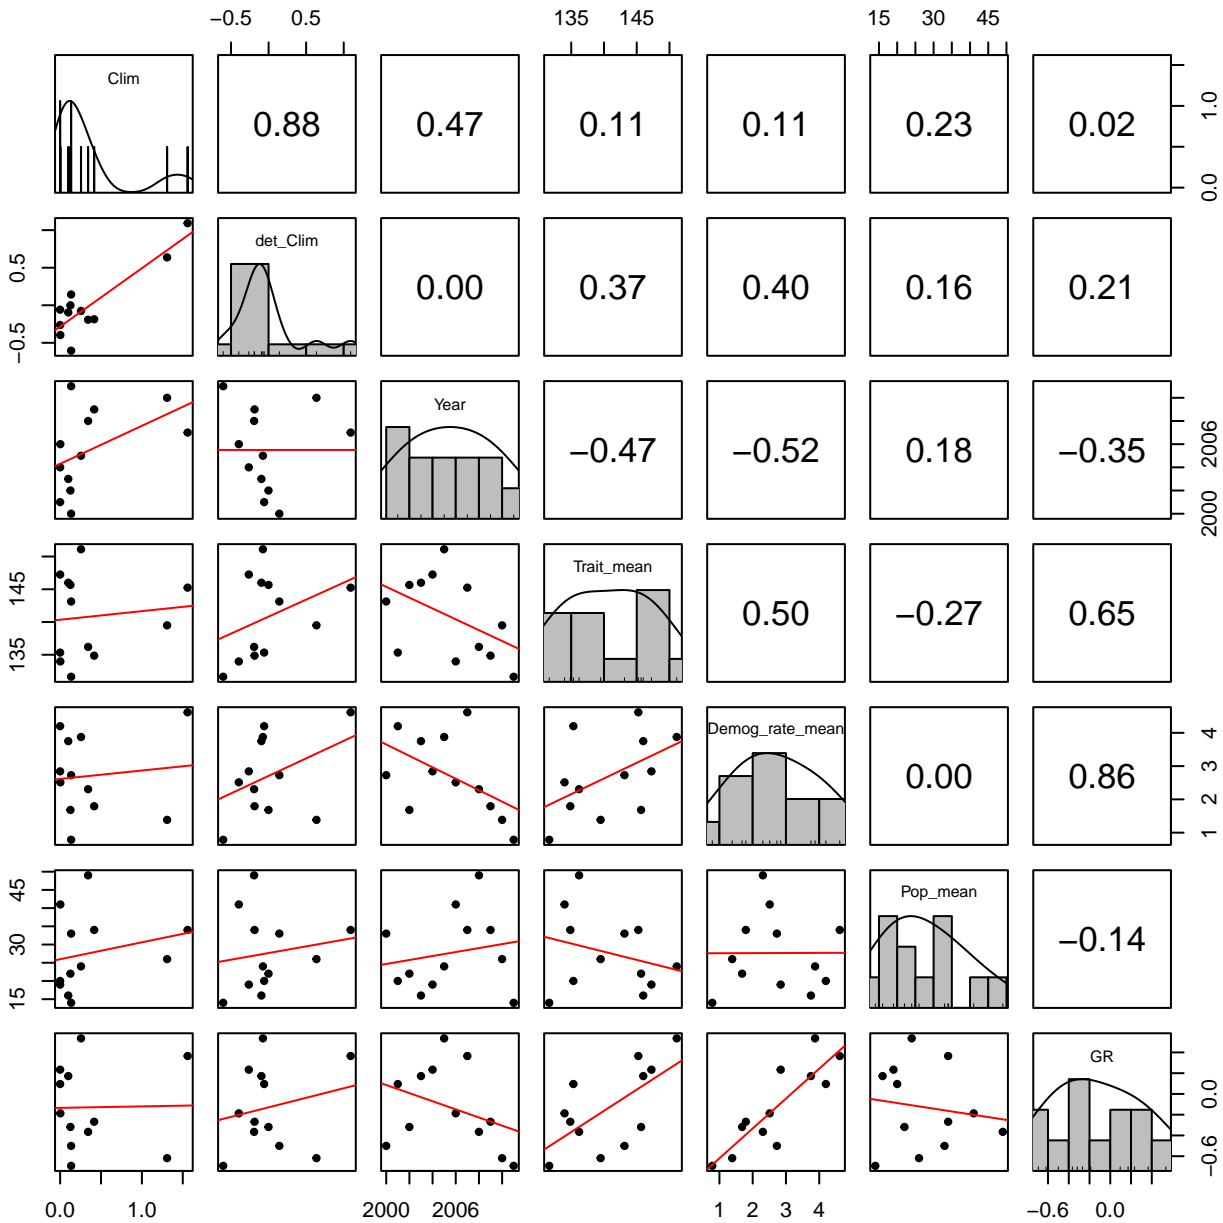 −0.5 0.5 135 145 15 30 45
Clim 0.88 0.47 0.11 0.11 0.23 0.02
0.0 1.0
det_Clim 0.00 0.37 0.40 0.16 0.21
−0.5 0.5
Year −0.47 −0.52 0.18 −0.35
2000 2006
Trait_mean 0.50 −0.27 0.65
135 145
Demog_rate_mean 0.00 0.86
1 2 3 4
Pop_mean −0.14
15 30 45
GR
−0.6 0.0
0.0 1.0 2000 2006 1 2 3 4 −0.6 0.0